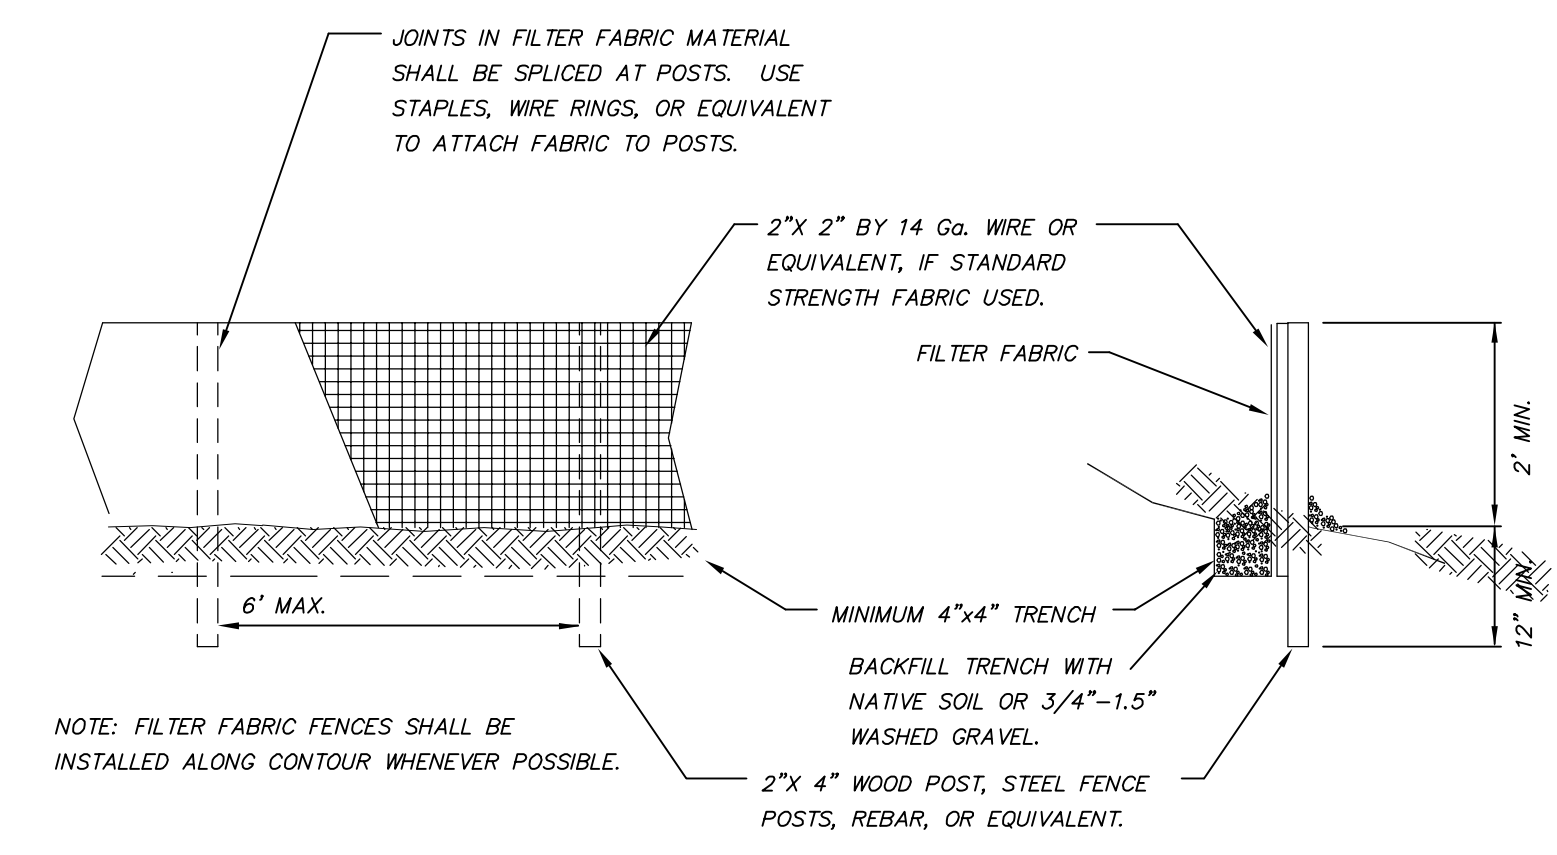 JOINTS IN FILTER FABRIC MATERIAL
SHALL BE SPLICED AT POSTS.  USE
STAPLES, WIRE RINGS, OR EQUIVALENT
TO ATTACH FABRIC TO POSTS.
2"X 2" BY 14 Ga. WIRE OR
EQUIVALENT, IF STANDARD
STRENGTH FABRIC USED.
FILTER FABRIC
2' MIN.
12" MIN.
6' MAX.
MINIMUM 4"x4" TRENCH
BACKFILL TRENCH WITH
NATIVE SOIL OR 3/4"-1.5"
WASHED GRAVEL.
NOTE: FILTER FABRIC FENCES SHALL BE
INSTALLED ALONG CONTOUR WHENEVER POSSIBLE.
2"X 4" WOOD POST, STEEL FENCE
POSTS, REBAR, OR EQUIVALENT.